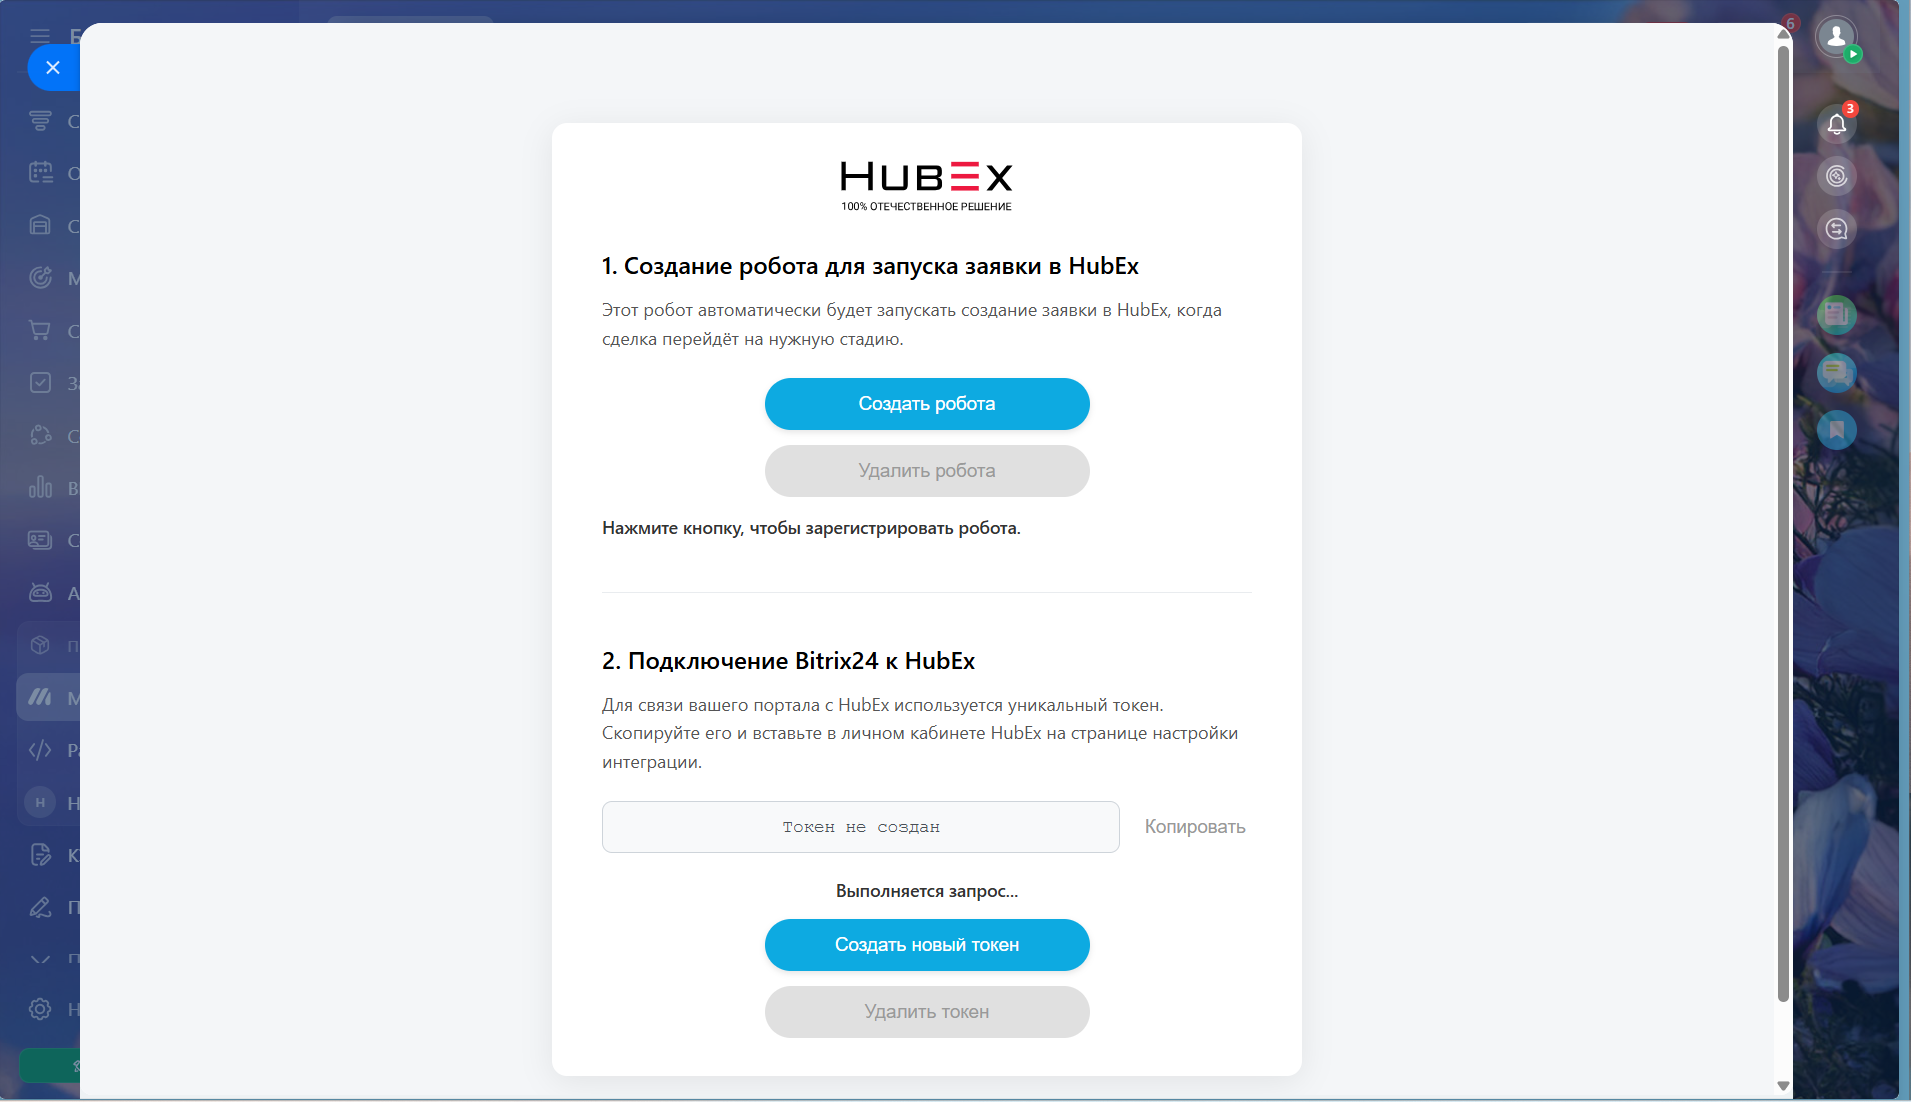 6
3
HUBEX
100% ОТЕЧЕСТВЕННОЕ РЕШЕНИЕ
1. Создание робота для запуска заявки в HubEx
Этот робот автоматически будет запускать создание заявки в HubEx, когда
сделка перейдёт на нужную стадию.
Создать робота
Удалить робота
Нажмите кнопку, чтобы зарегистрировать робота.
2. Подключение Bitrix24 к HubEx
Для связи вашего портала с HubEx используется уникальный токен.
Скопируйте его и вставьте в личном кабинете HubEx на странице настройки
интеграции.
Токен не создан
Копировать
Выполняется запрос...
Создать новый токен
Удалить токен